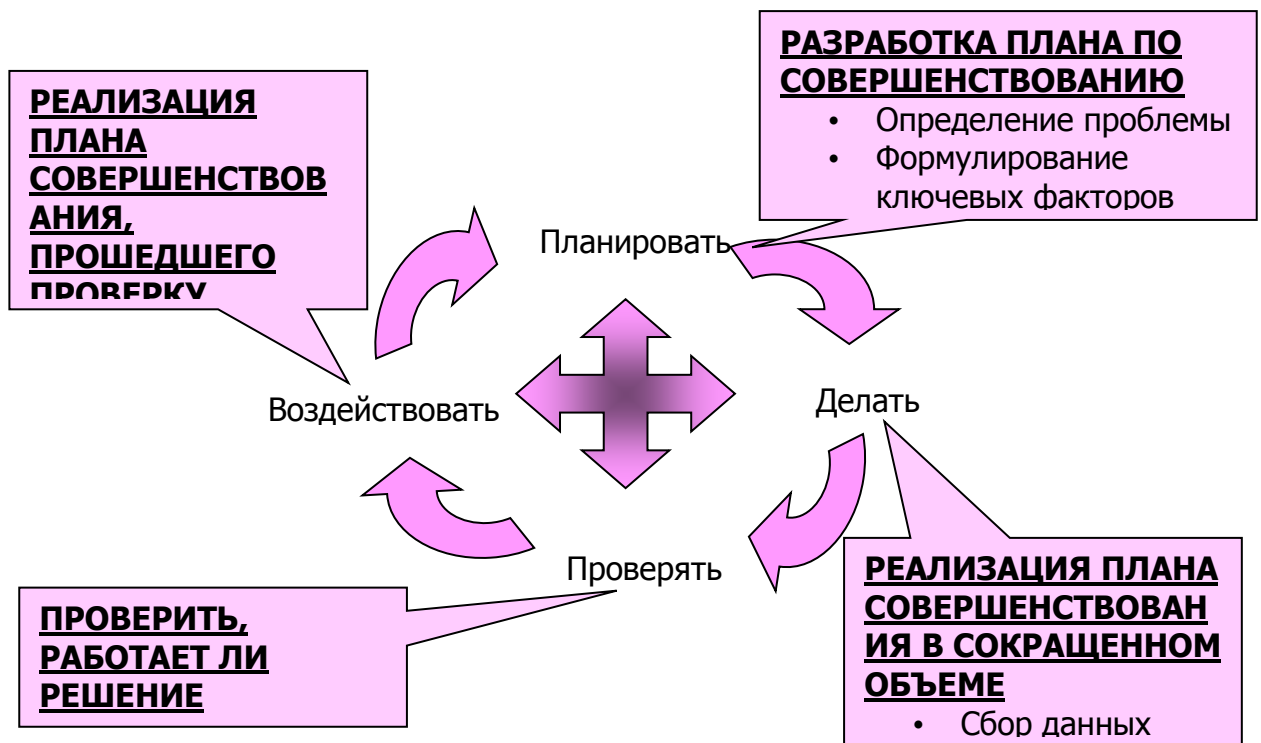 РАЗРАБОТКА ПЛАНА ПО
СОВЕРШЕНСТВОВАНИЮ
• Определение проблемы
• Формулирование
ключевых факторов
РЕАЛИЗАЦИЯ
ПЛАНА
СОВЕРШЕНСТВОВ
АНИЯ,
ПРОШЕДШЕГО
ПРОВЕРКУ
Планировать
Воздействовать
Делать
Проверять
ПРОВЕРИТЬ,
РАБОТАЕТ ЛИ
РЕШЕНИЕ
РЕАЛИЗАЦИЯ ПЛАНА
СОВЕРШЕНСТВОВАН
ИЯ В СОКРАЩЕННОМ
ОБЪЕМЕ
• Сбор данных